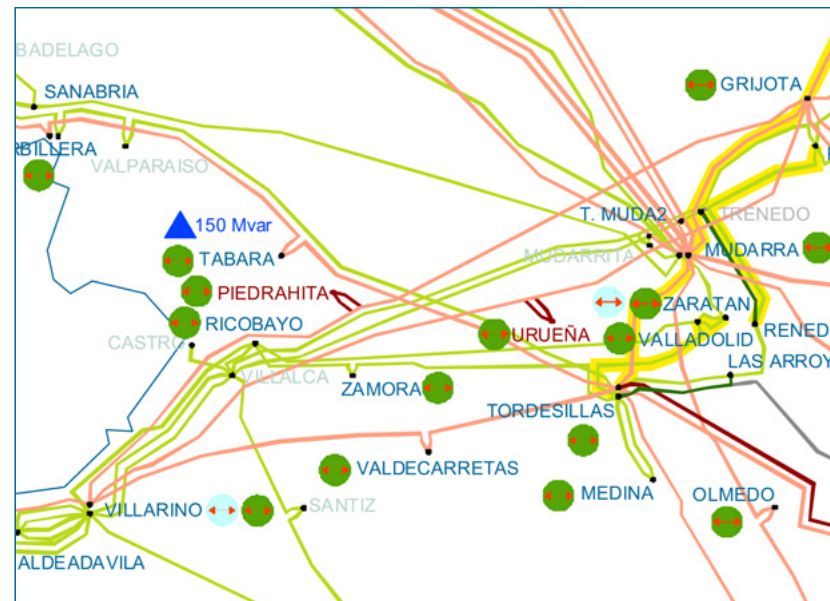 BADELAGO
SANABRIA
GRIJOTA
RBILLERA
VALPARAISO
150 Mvar
T. MUDA2
TRENEDO
MUDARRITA
MUDARRA
TABARA
PIEDRAHITA
RICOBAYO
CASTRO
URUEÑA
ZARATAN
VALLADOLID
RENED
LAS ARROY
VILLALCA
ZAMORA
TORDESILLAS
VALDECARRETAS
MEDINA
OLMEDO
VILLARINO
SANTIZ
ALDEADAVILA